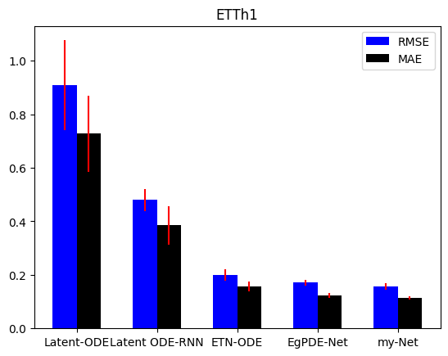 ETTh1
RMSE
MAE
1.0
0.8
0.6
0.4
0.2
0.0
Latent-ODE Latent ODE-RNN ETN-ODE EgPDE-Net my-Net